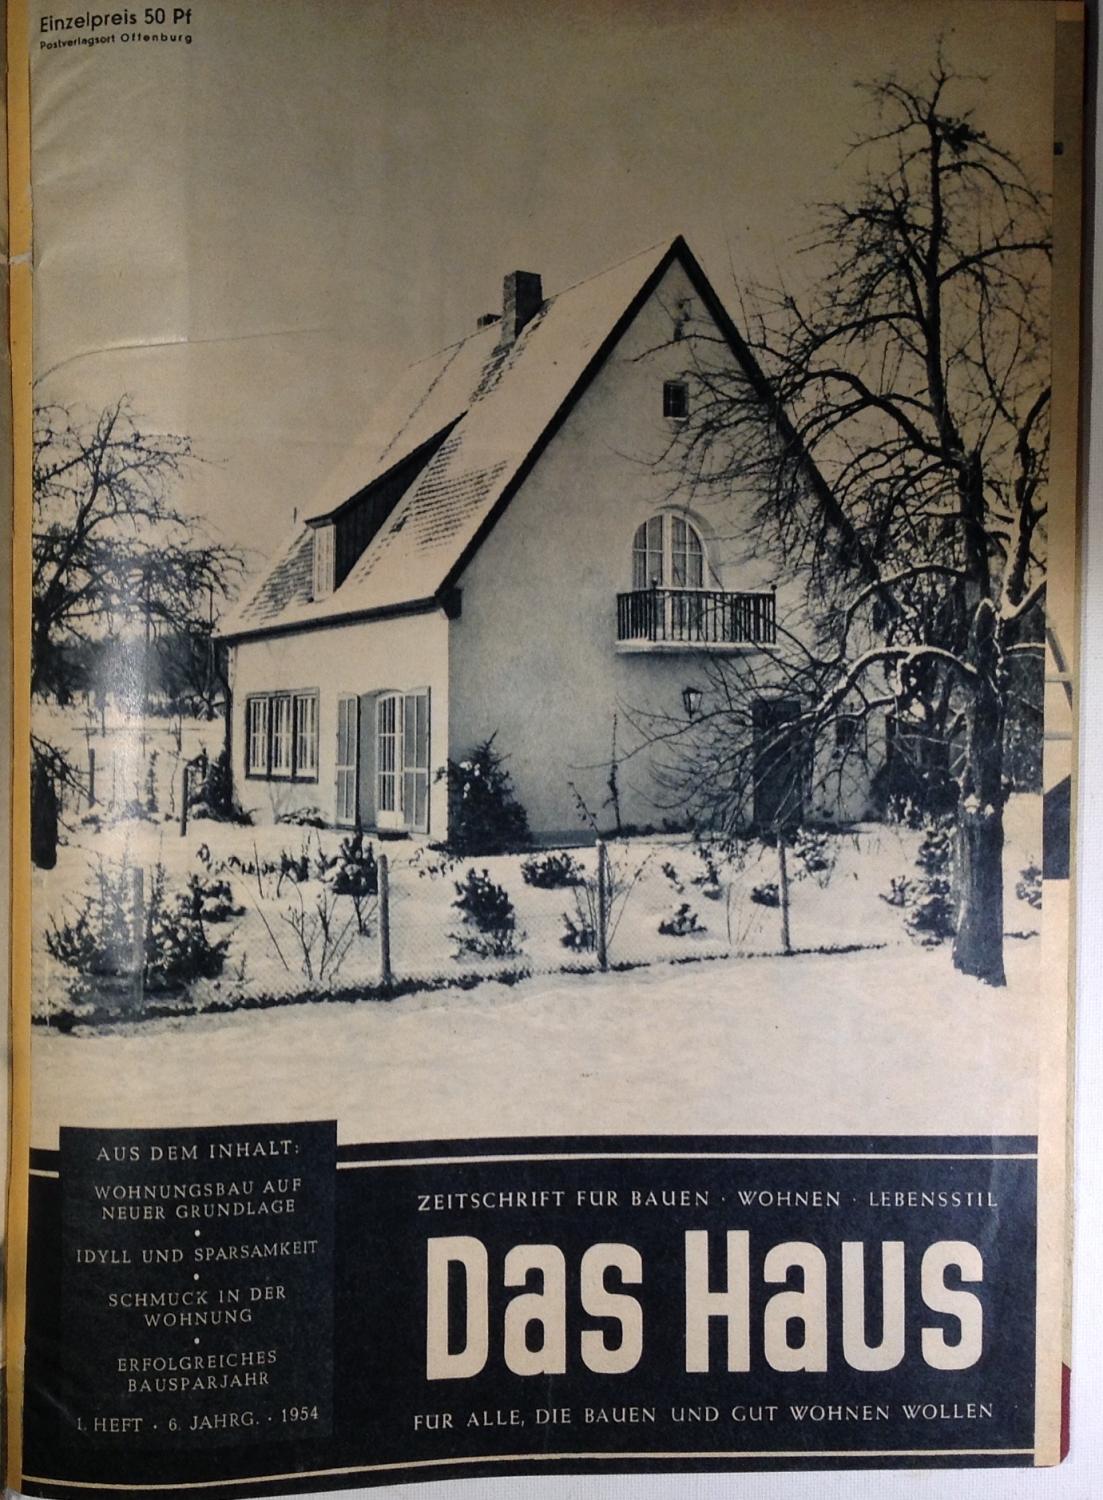 Einzelpreis 50 Pf
Postverlagsort Offenburg
AUS DEM INHALT:
WOHNUNGSBAU AUF
NEUER GRUNDLAGE
•
IDYLL UND SPARSAMKEIT
•
SCHMUCK IN DER
WOHNUNG
•
ERFOLGREICHES
BAUSPARJAHR
1. HEFT · 6. JAHRG. · 1954
ZEITSCHRIFT FÜR BAUEN · WOHNEN · LEBENSSTIL
Das Haus
FÜR ALLE, DIE BAUEN UND GUT WOHNEN WOLLEN